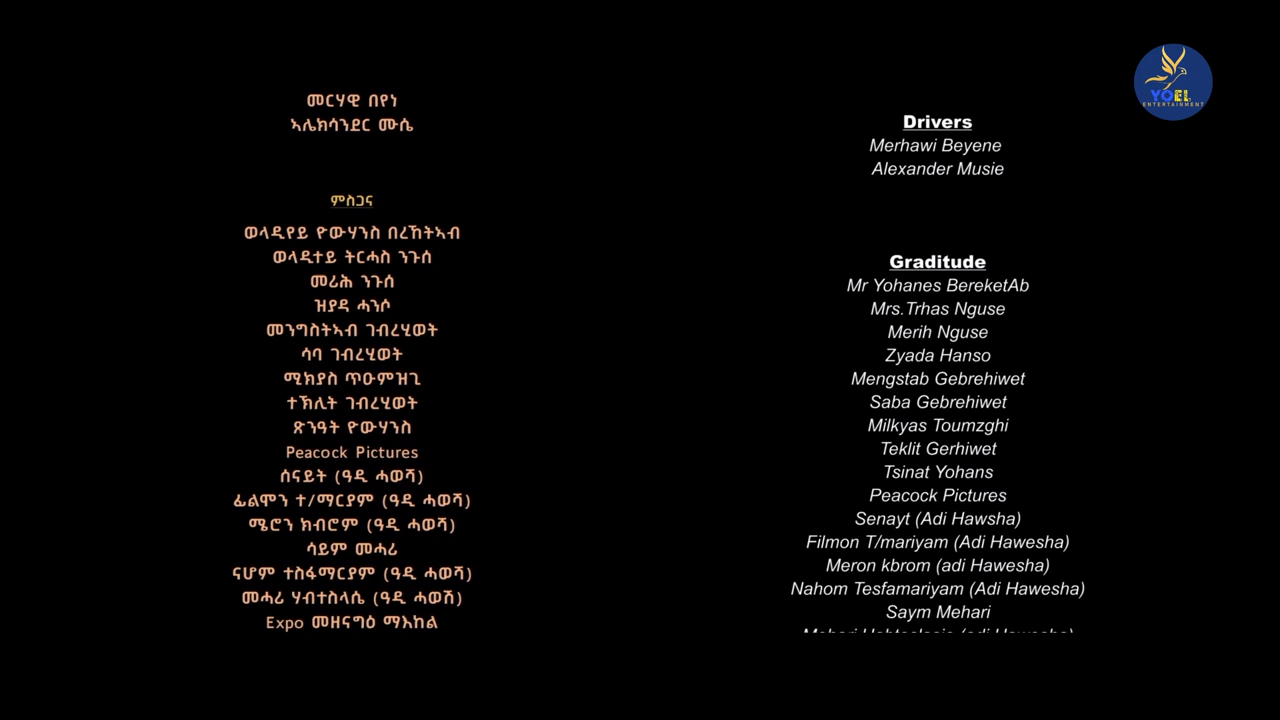 መርሃዊ በየነ
ኣሌክሳንደር ሙሴ
ምስጋና
ወላዲየይ ዮውሃንስ በረኸትኣብ
ወላዲተይ ትርሓስ ንጉሰ
መሪሕ ንጉሰ
ዝያዳ ሓንሶ
መንግስትኣብ ገብረሂወት
ሳባ ገብረሂወት
ሚክያስ ጥዑምዝጊ
ተኽሊት ገብረሂወት
ጽንዓት ዮውሃንስ
Peacock Pictures
ሰናይት (ዓዲ ሓወሻ)
ፊልሞን ተ/ማርያም (ዓዲ ሓወሻ)
ሜሮን ክብሮም (ዓዲ ሓወሻ)
ሳይም መሓሪ
ናሆም ተስፋማርያም (ዓዲ ሓወሻ)
መሓሪ ሃብተስላሴ (ዓዲ ሓወሽ)
Expo መዘናግዕ ማእከል
Drivers
Merhawi Beyene
Alexander Musie
Graditude
Mr Yohanes BereketAb
Mrs.Trhas Nguse
Merih Nguse
Zyada Hanso
Mengstab Gebrehiwet
Saba Gebrehiwet
Milkyas Toumzghi
Teklit Gerhiwet
Tsinat Yohans
Peacock Pictures
Senayt (Adi Hawsha)
Filmon T/mariyam (Adi Hawesha)
Meron kbrom (adi Hawesha)
Nahom Tesfamariyam (Adi Hawesha)
Saym Mehari
YOEL
ENTERTAINMENT